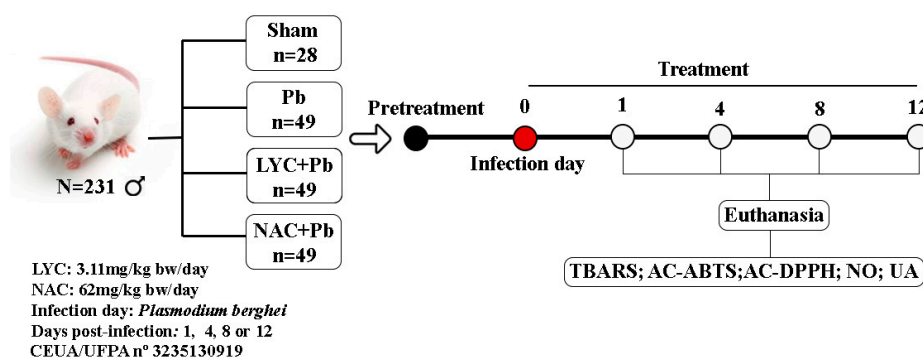 Sham
n=28
Pb
n=49
LYC+Pb
n=49
NAC+Pb
n=49
N=231 ♂
LYC: 3.11mg/kg bw/day
NAC: 62mg/kg bw/day
Infection day: Plasmodium berghei
Days post-infection: 1, 4, 8 or 12
CEUA/UFPA nº 3235130919
Treatment
Pretreatment
0
1
4
8
12
Infection day
Euthanasia
TBARS; AC-ABTS;AC-DPPH; NO; UA